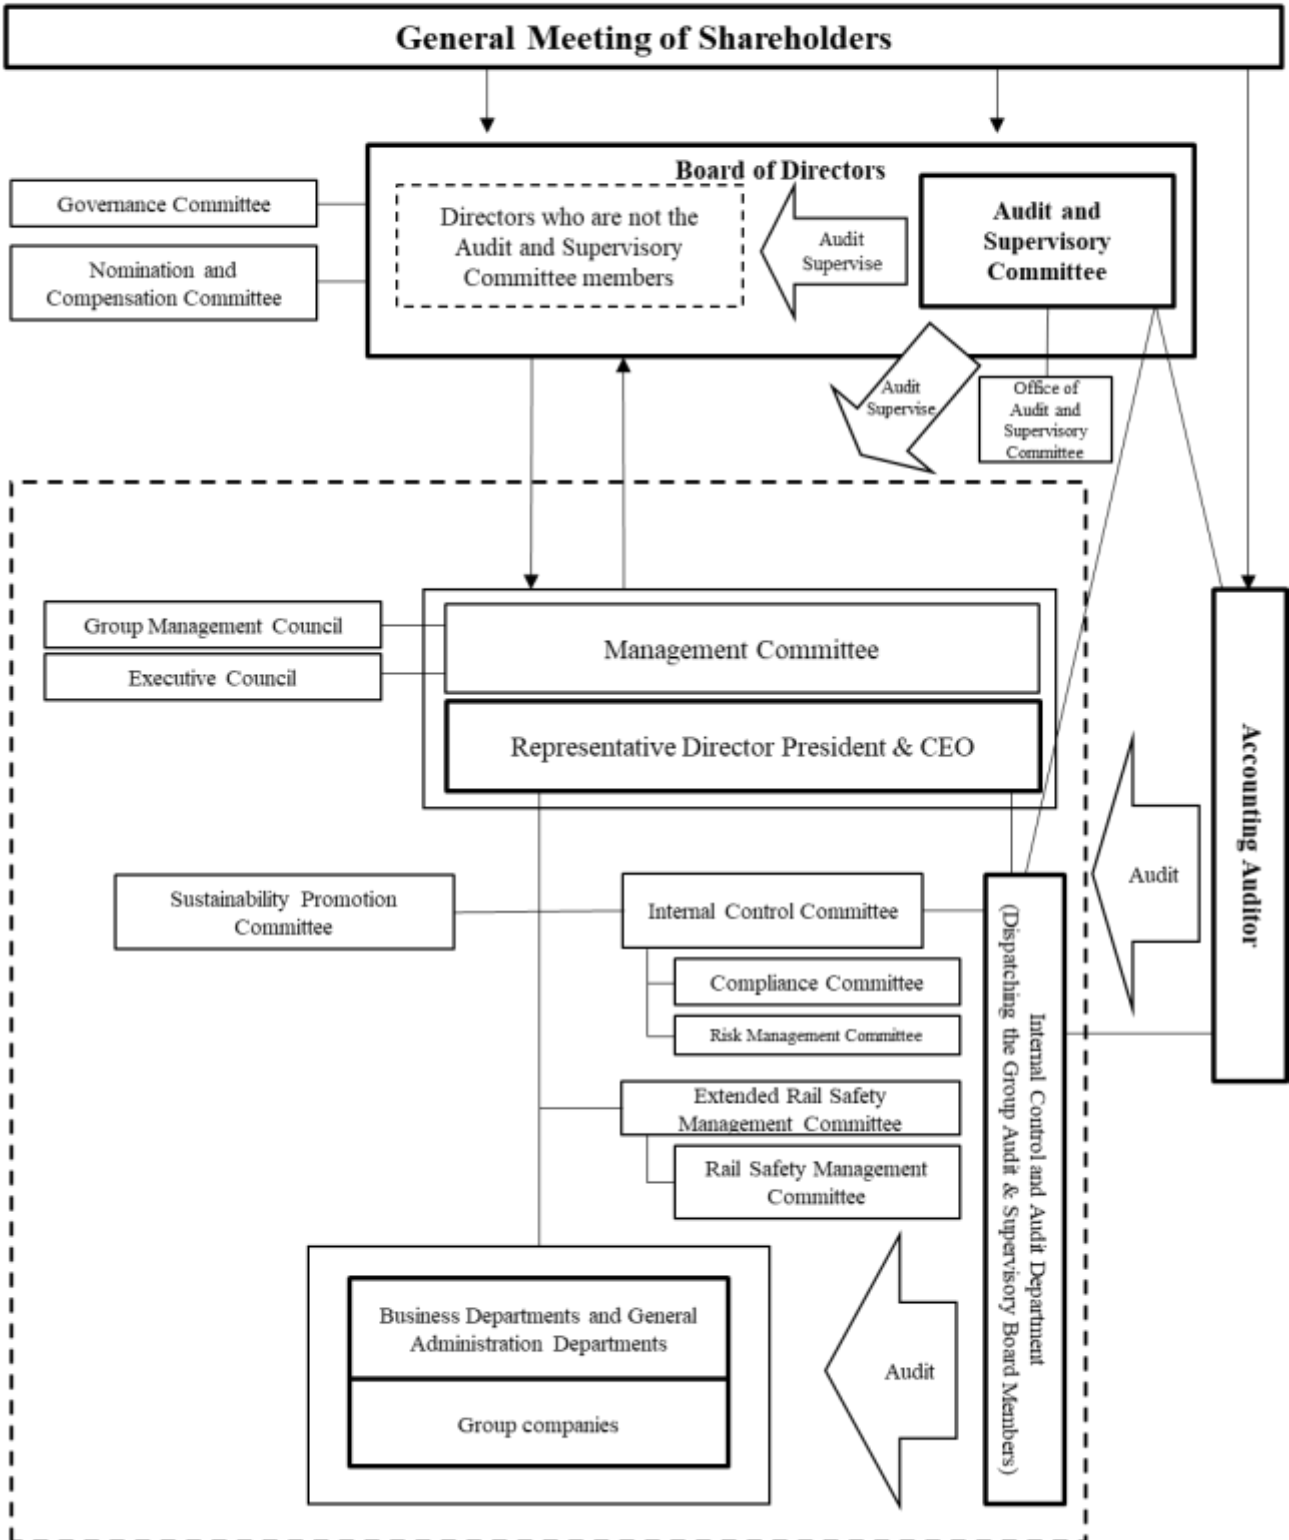 General Meeting of Shareholders
Board of Directors
Governance Committee
Nomination and
Compensation Committee
Directors who are not the
Audit and Supervisory
Committee members
Audit
Supervise
Audit and
Supervisory
Committee
Audit
Supervise
Office of
Audit and
Supervisory
Committee
Group Management Council
Executive Council
Management Committee
Representative Director President & CEO
Accounting Auditor
Audit
Sustainability Promotion
Committee
Internal Control Committee
Compliance Committee
Risk Management Committee
Extended Rail Safety
Management Committee
Rail Safety Management
Committee
Internal Control and Audit Department
(Dispatching the Group Audit & Supervisory Board Members)
Business Departments and General
Administration Departments
Group companies
Audit